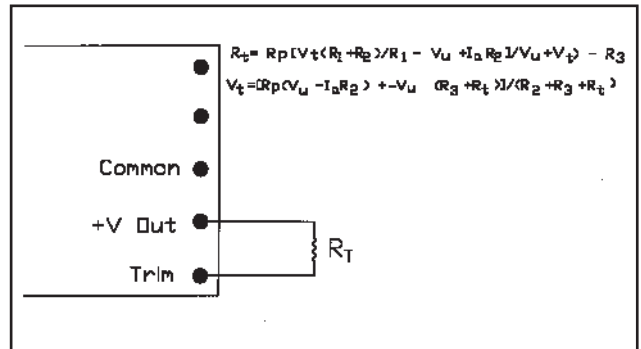 Rt= Rp[Vt(R1+R2)/R1 - Vu +IaR2]/Vu+Vt) - R3
Vt=[Rp(Vu -IaR2) +-Vu (R3 +Rt)]/(R2 +R3 +Rt)
Common
+V Out
RT
Trim